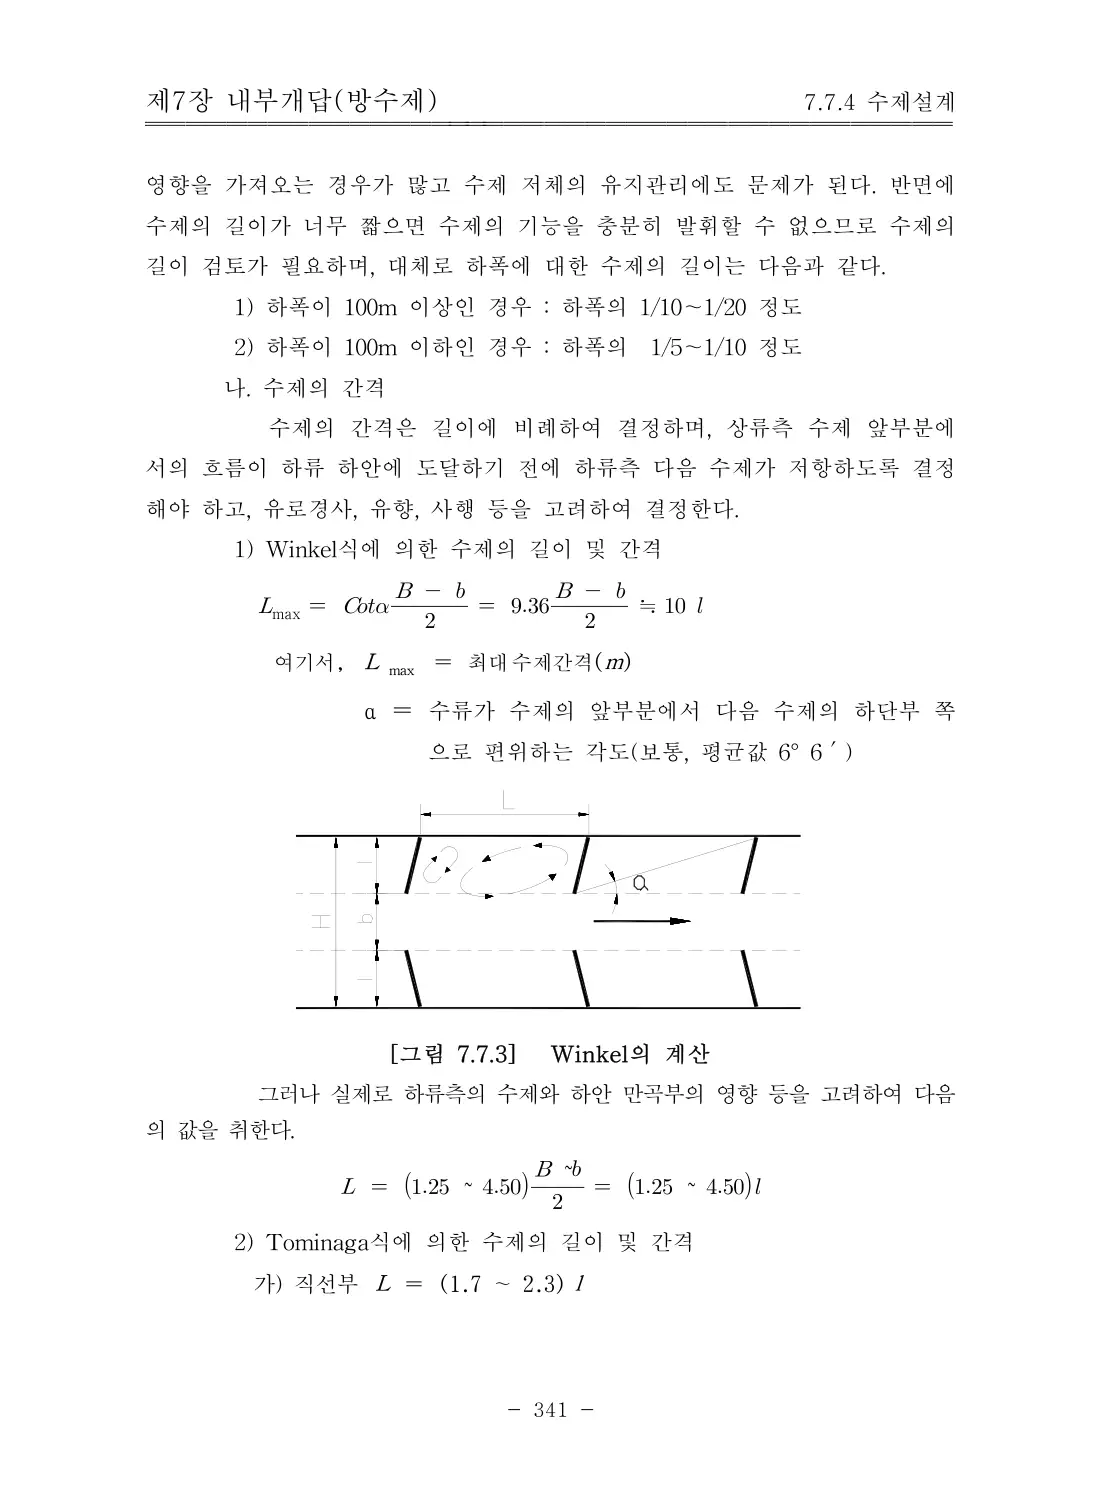 제7장 내부개답(방수제) 7.7.4 수제설계
영향을 가져오는 경우가 많고 수제 저체의 유지관리에도 문제가 된다. 반면에
수제의 길이가 너무 짧으면 수제의 기능을 충분히 발휘할 수 없으므로 수제의
길이 검토가 필요하며, 대체로 하폭에 대한 수제의 길이는 다음과 같다.
1) 하폭이 100m 이상인 경우 : 하폭의 1/10～1/20 정도
2) 하폭이 100m 이하인 경우 : 하폭의 1/5～1/10 정도
나. 수제의 간격
수제의 간격은 길이에 비례하여 결정하며, 상류측 수제 앞부분에
서의 흐름이 하류 하안에 도달하기 전에 하류측 다음 수제가 저항하도록 결정
해야 하고, 유로경사, 유향, 사행 등을 고려하여 결정한다.
1) Winkel식에 의한 수제의 길이 및 간격
L max = Cotα (B - b)/2 = 9.36 (B - b)/2 ≒ 10 l
여기서, L max = 최대수제간격(m)
α = 수류가 수제의 앞부분에서 다음 수제의 하단부 쪽
으로 편위하는 각도(보통, 평균값 6° 6′)
L
l
α
H
b
l
[그림 7.7.3] Winkel의 계산
그러나 실제로 하류측의 수제와 하안 만곡부의 영향 등을 고려하여 다음
의 값을 취한다.
L = (1.25 ~ 4.50) (B ~b)/2 = (1.25 ~ 4.50)l
2) Tominaga식에 의한 수제의 길이 및 간격
가) 직선부 L = (1.7 ～ 2.3) l
- 341 -